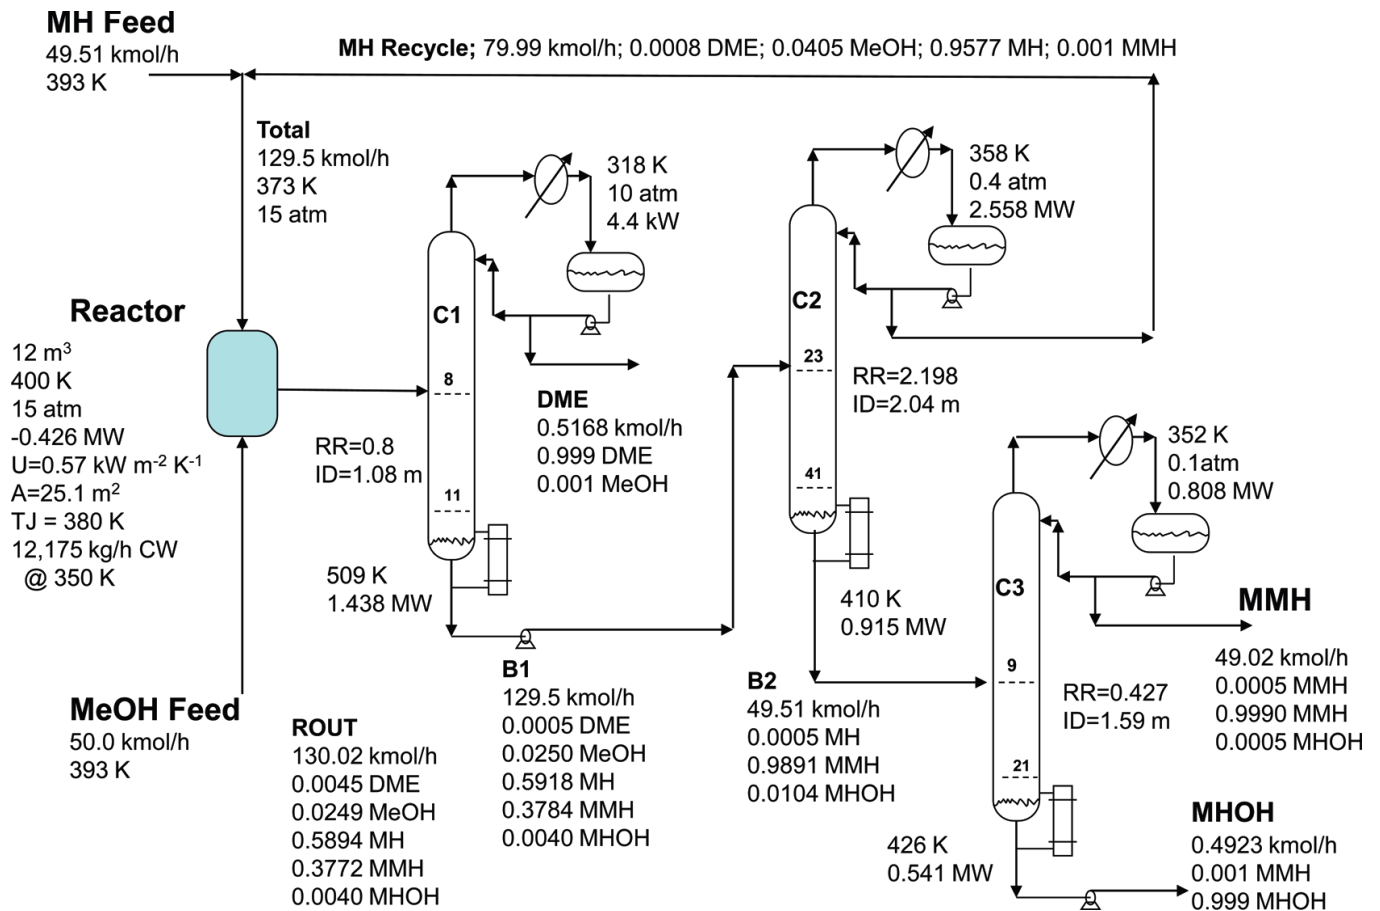 MH Feed
49.51 kmol/h
393 K
MH Recycle; 79.99 kmol/h; 0.0008 DME; 0.0405 MeOH; 0.9577 MH; 0.001 MMH
Total
129.5 kmol/h
373 K
15 atm
Reactor
12 m³
400 K
15 atm
-0.426 MW
U=0.57 kW m⁻² K⁻¹
A=25.1 m²
TJ = 380 K
12,175 kg/h CW
@ 350 K
MeOH Feed
50.0 kmol/h
393 K
ROUT
130.02 kmol/h
0.0045 DME
0.0249 MeOH
0.5894 MH
0.3772 MMH
0.0040 MHOH
318 K
10 atm
4.4 kW
C1
8
11
RR=0.8
ID=1.08 m
509 K
1.438 MW
DME
0.5168 kmol/h
0.999 DME
0.001 MeOH
B1
129.5 kmol/h
0.0005 DME
0.0250 MeOH
0.5918 MH
0.3784 MMH
0.0040 MHOH
358 K
0.4 atm
2.558 MW
C2
23
41
RR=2.198
ID=2.04 m
410 K
0.915 MW
B2
49.51 kmol/h
0.0005 MH
0.9891 MMH
0.0104 MHOH
352 K
0.1atm
0.808 MW
C3
9
21
RR=0.427
ID=1.59 m
426 K
0.541 MW
MMH
49.02 kmol/h
0.0005 MMH
0.9990 MMH
0.0005 MHOH
MHOH
0.4923 kmol/h
0.001 MMH
0.999 MHOH